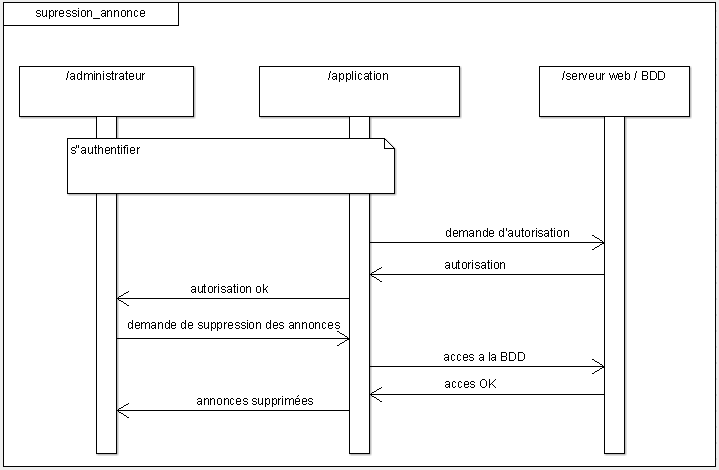 supression_annonce
/administrateur
/application
/serveur web / BDD
s"authentifier
demande d'autorisation
autorisation
autorisation ok
demande de suppression des annonces
acces a la BDD
acces OK
annonces supprimées